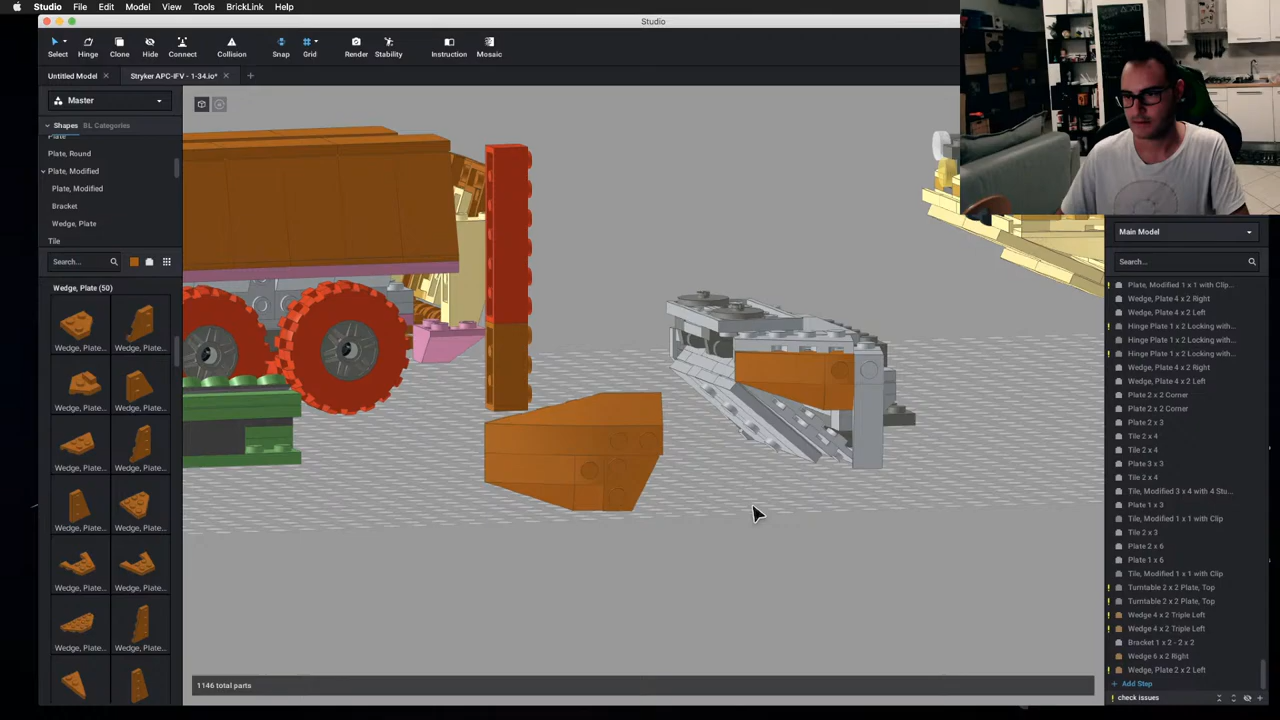 Studio File Edit Model View Tools BrickLink Help
Studio
Select Hinge Clone Hide Connect Collision Snap Grid Render Stability Instruction Mosaic
Untitled Model Stryker APC-IFV - 1-34.io*
Master
Shapes BL Categories
Plate
Plate, Round
Plate, Modified
Plate, Modified
Bracket
Wedge, Plate
Tile
Search...
Wedge, Plate (50)
Wedge, Plate... Wedge, Plate...
Wedge, Plate... Wedge, Plate...
Wedge, Plate... Wedge, Plate...
Wedge, Plate... Wedge, Plate...
Wedge, Plate... Wedge, Plate...
Wedge, Plate... Wedge, Plate...
1146 total parts
Main Model
Search...
Plate, Modified 1 x 1 with Clip...
Wedge, Plate 4 x 2 Right
Wedge, Plate 4 x 2 Left
Hinge Plate 1 x 2 Locking with...
Hinge Plate 1 x 2 Locking with...
Hinge Plate 1 x 2 Locking with...
Wedge, Plate 4 x 2 Right
Wedge, Plate 4 x 2 Left
Plate 2 x 2 Corner
Plate 2 x 2 Corner
Plate 2 x 3
Tile 2 x 4
Tile 2 x 4
Plate 3 x 3
Tile 2 x 4
Tile, Modified 3 x 4 with 4 Stu...
Plate 1 x 3
Tile, Modified 1 x 1 with Clip
Tile 2 x 3
Plate 2 x 6
Plate 1 x 6
Tile, Modified 1 x 1 with Clip
Turntable 2 x 2 Plate, Top
Turntable 2 x 2 Plate, Top
Wedge 4 x 2 Triple Left
Wedge 4 x 2 Triple Left
Bracket 1 x 2 - 2 x 2
Wedge 6 x 2 Right
Wedge, Plate 2 x 2 Left
+ Add Step
! check issues